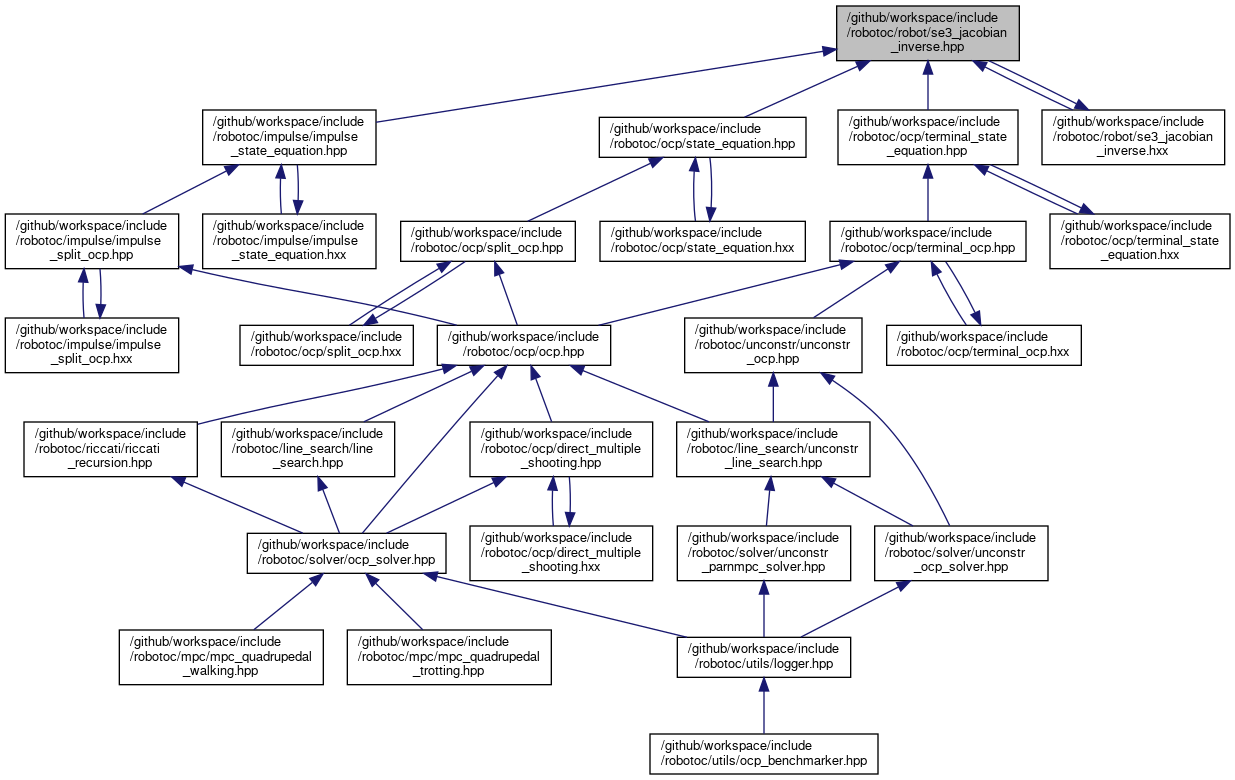 /github/workspace/include
/robotoc/robot/se3_jacobian
_inverse.hpp
/github/workspace/include
/robotoc/impulse/impulse
_state_equation.hpp
/github/workspace/include
/robotoc/ocp/state_equation.hpp
/github/workspace/include
/robotoc/ocp/terminal_state
_equation.hpp
/github/workspace/include
/robotoc/robot/se3_jacobian
_inverse.hxx
/github/workspace/include
/robotoc/impulse/impulse
_split_ocp.hpp
/github/workspace/include
/robotoc/impulse/impulse
_state_equation.hxx
/github/workspace/include
/robotoc/ocp/split_ocp.hpp
/github/workspace/include
/robotoc/ocp/state_equation.hxx
/github/workspace/include
/robotoc/ocp/terminal_ocp.hpp
/github/workspace/include
/robotoc/ocp/terminal_state
_equation.hxx
/github/workspace/include
/robotoc/impulse/impulse
_split_ocp.hxx
/github/workspace/include
/robotoc/ocp/split_ocp.hxx
/github/workspace/include
/robotoc/ocp/ocp.hpp
/github/workspace/include
/robotoc/unconstr/unconstr
_ocp.hpp
/github/workspace/include
/robotoc/ocp/terminal_ocp.hxx
/github/workspace/include
/robotoc/riccati/riccati
_recursion.hpp
/github/workspace/include
/robotoc/line_search/line
_search.hpp
/github/workspace/include
/robotoc/ocp/direct_multiple
_shooting.hpp
/github/workspace/include
/robotoc/line_search/unconstr
_line_search.hpp
/github/workspace/include
/robotoc/solver/ocp_solver.hpp
/github/workspace/include
/robotoc/ocp/direct_multiple
_shooting.hxx
/github/workspace/include
/robotoc/solver/unconstr
_parnmpc_solver.hpp
/github/workspace/include
/robotoc/solver/unconstr
_ocp_solver.hpp
/github/workspace/include
/robotoc/mpc/mpc_quadrupedal
_walking.hpp
/github/workspace/include
/robotoc/mpc/mpc_quadrupedal
_trotting.hpp
/github/workspace/include
/robotoc/utils/logger.hpp
/github/workspace/include
/robotoc/utils/ocp_benchmarker.hpp